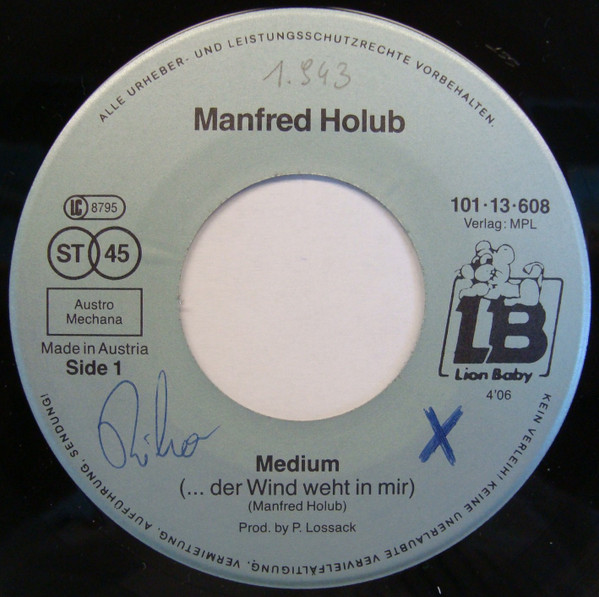 ALLE URHEBER- UND LEISTUNGSSCHUTZRECHTE VORBEHALTEN.
1.943
Manfred Holub
LC 8795
ST 45
Austro
Mechana
Made in Austria
Side 1
101·13·608
Verlag: MPL
LB
Lion Baby
4'06
X
Medium
(... der Wind weht in mir)
(Manfred Holub)
Prod. by P. Lossack
KEIN VERLEIH! KEINE UNERLAUBTE VERVIELFÄLTIGUNG, VERMIETUNG, AUFFÜHRUNG, SENDUNG!